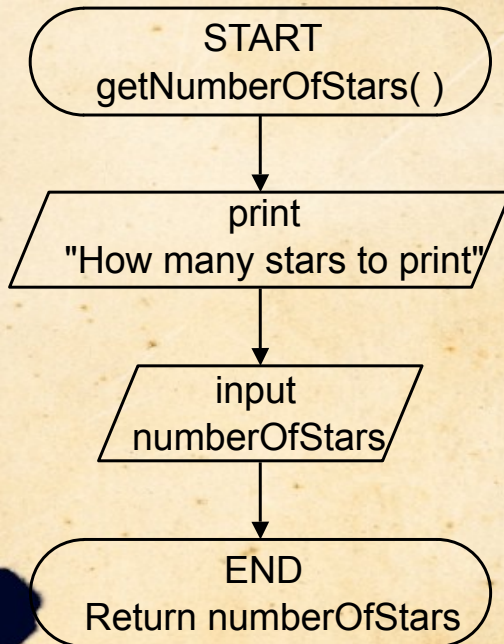 START
getNumberOfStars( )
print
"How many stars to print"
input
numberOfStars
END
Return numberOfStars